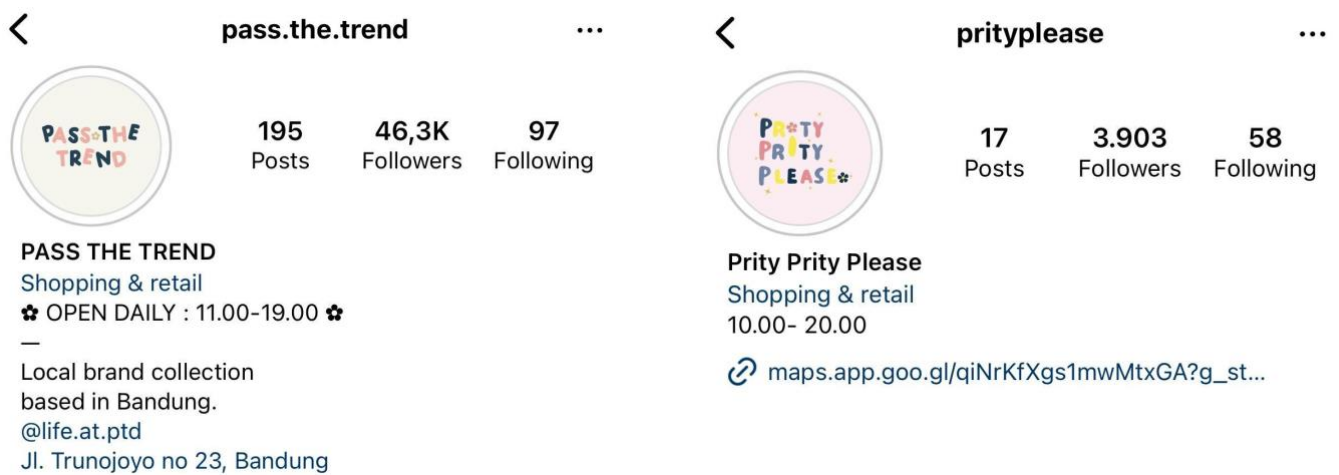 pass.the.trend
...
PASS THE
TREND
195
46,3K
97
Posts
Followers
Following
PASS THE TREND
Shopping & retail
✿ OPEN DAILY : 11.00-19.00 ✿
—
Local brand collection
based in Bandung.
@life.at.ptd
Jl. Trunojoyo no 23, Bandung
prityplease
...
PRITY
PRITY
PLEASE
17
3.903
58
Posts
Followers
Following
Prity Prity Please
Shopping & retail
10.00- 20.00
maps.app.goo.gl/qiNrKfXgs1mwMtxGA?g_st...